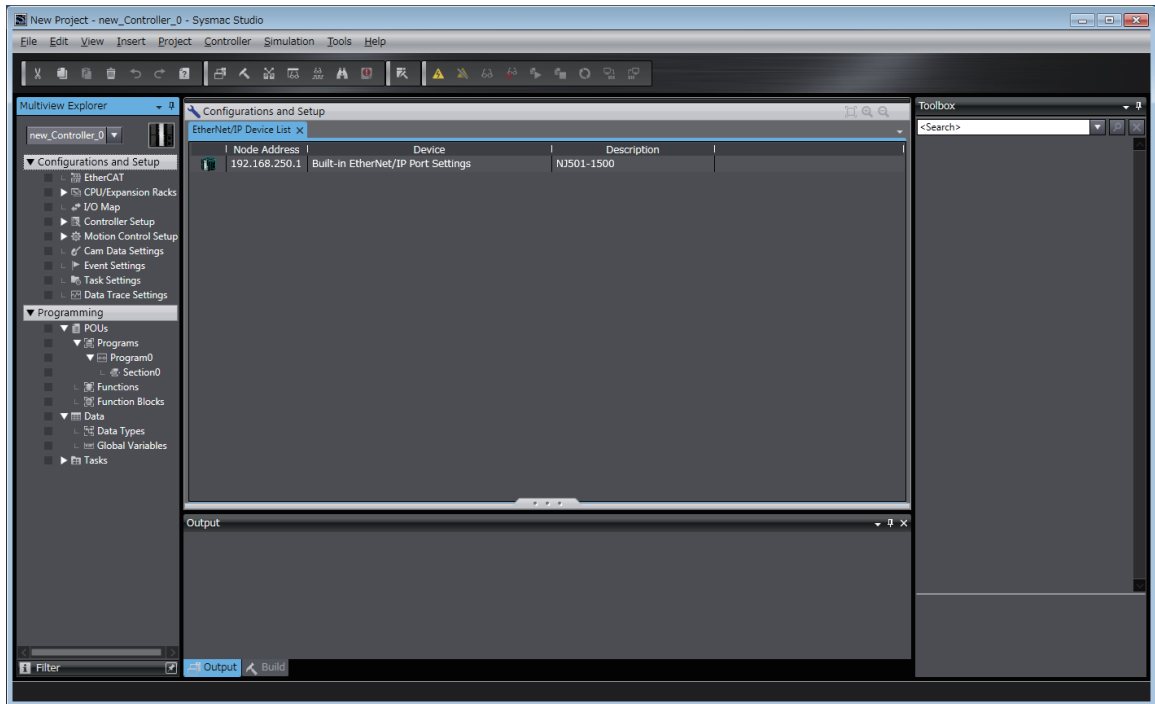 New Project - new_Controller_0 - Sysmac Studio
File Edit View Insert Project Controller Simulation Tools Help
Multiview Explorer
new_Controller_0
Configurations and Setup
EtherCAT
CPU/Expansion Racks
I/O Map
Controller Setup
Motion Control Setup
Cam Data Settings
Event Settings
Task Settings
Data Trace Settings
Programming
POUs
Programs
Program0
Section0
Functions
Function Blocks
Data
Data Types
Global Variables
Tasks
Filter
Configurations and Setup
EtherNet/IP Device List
Node Address Device Description
192.168.250.1 Built-in EtherNet/IP Port Settings NJ501-1500
Output
Output Build
Toolbox
<Search>